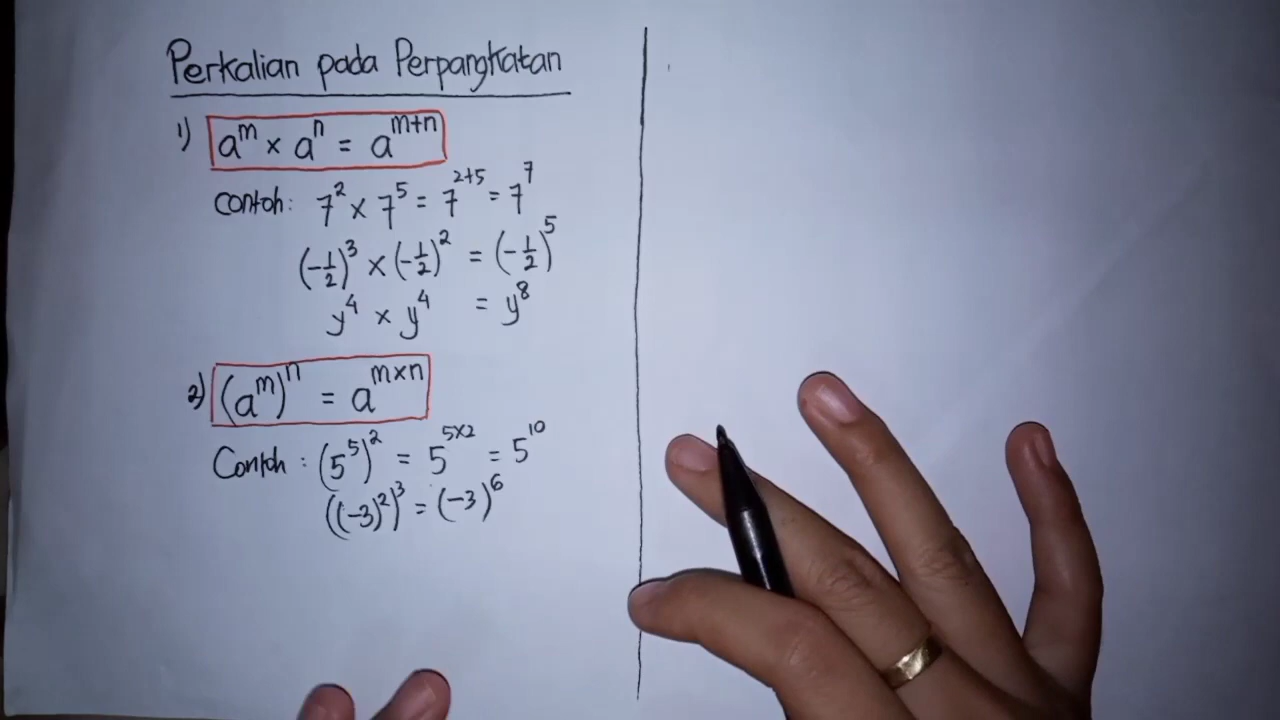 Perkalian pada Perpangkatan
1) a^m × a^n = a^{m+n}
Contoh: 7^2 × 7^5 = 7^{2+5} = 7^7
(-1/2)^3 × (-1/2)^2 = (-1/2)^5
y^4 × y^4 = y^8
2) (a^m)^n = a^{m×n}
Contoh: (5^5)^2 = 5^{5×2} = 5^{10}
((-3)^2)^3 = (-3)^6